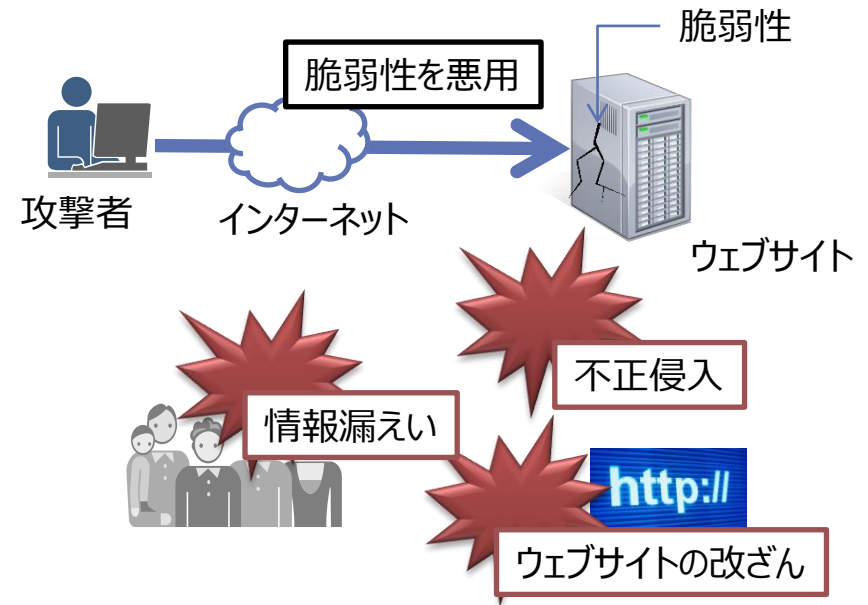 脆弱性
脆弱性を悪用
攻撃者
インターネット
ウェブサイト
不正侵入
情報漏えい
http://
ウェブサイトの改ざん